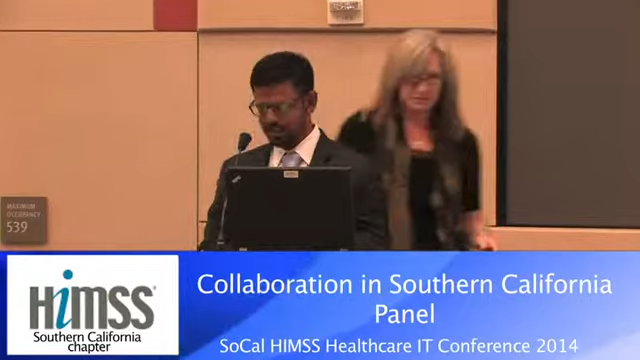 MAXIMUM
OCCUPANCY
539
HiMSS®
Southern California
chapter
Collaboration in Southern California
Panel
SoCal HIMSS Healthcare IT Conference 2014